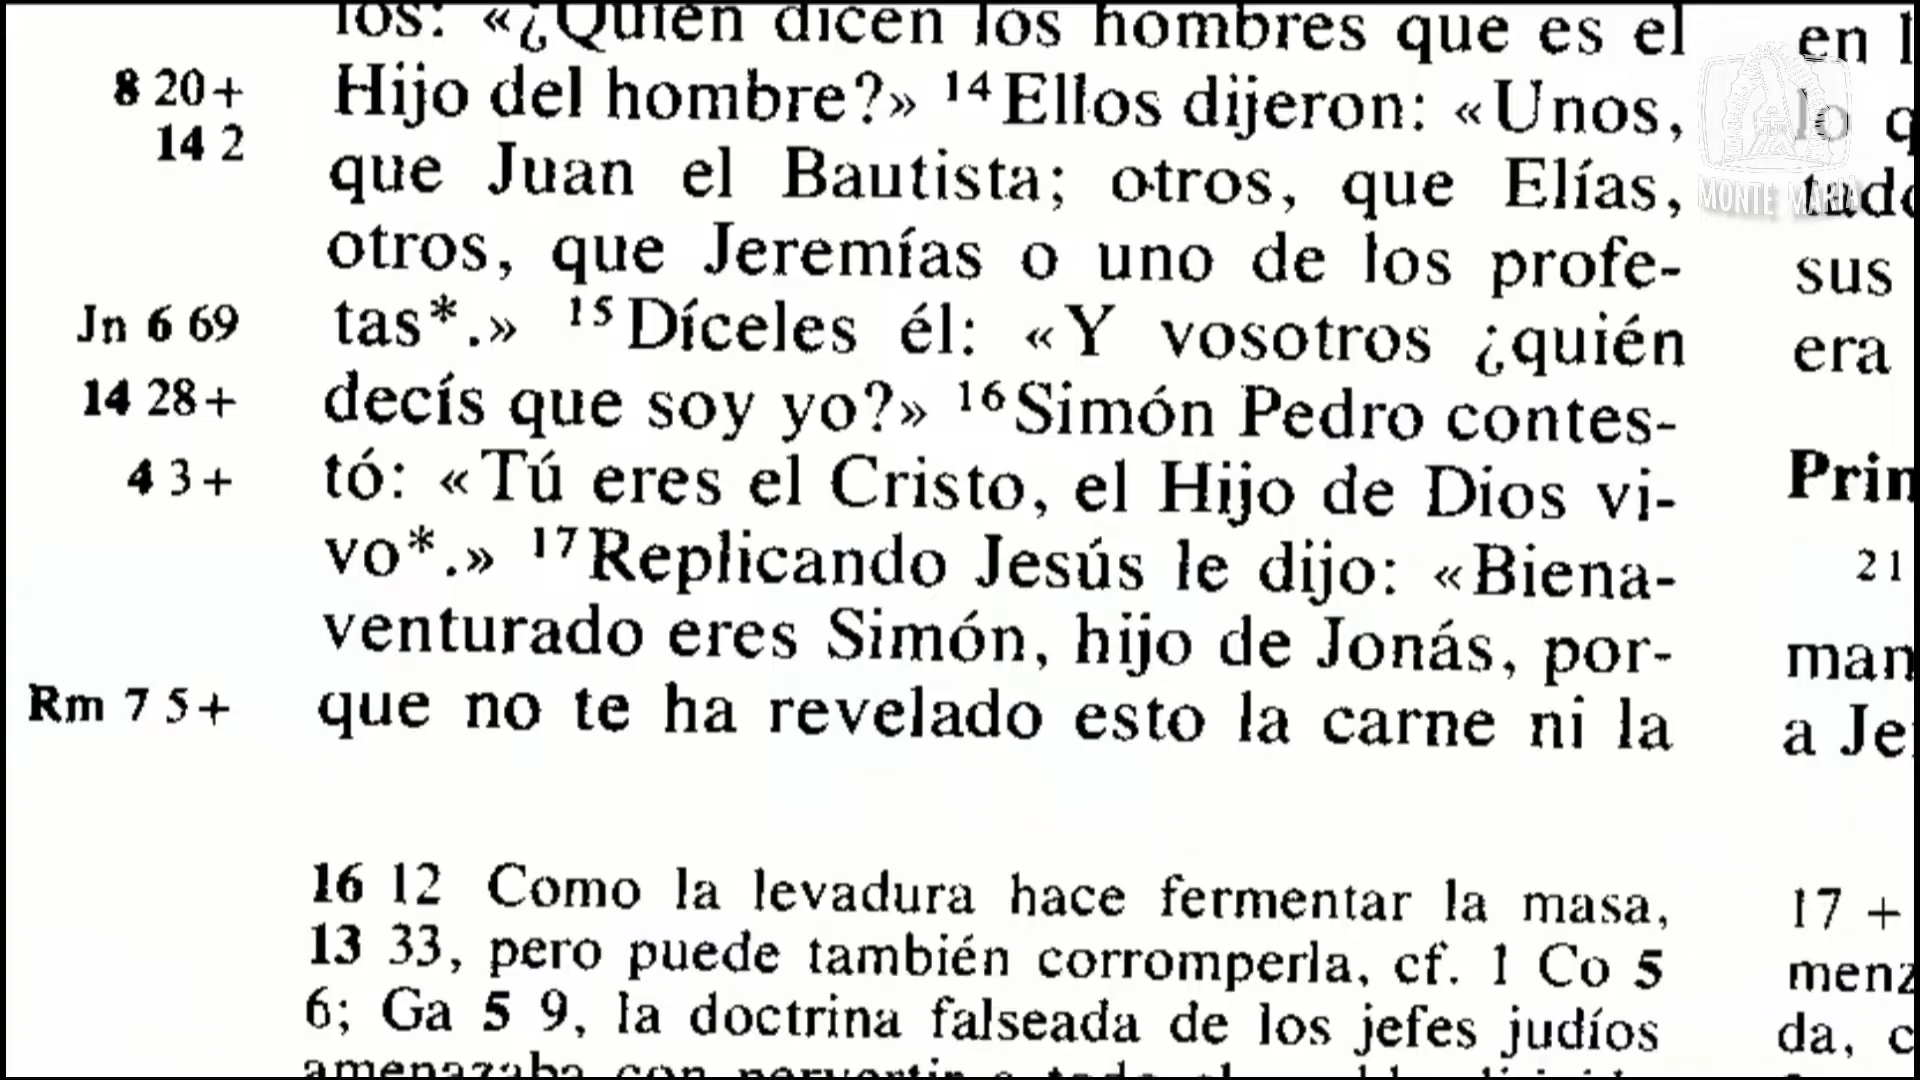 los: «¿Quién dicen los hombres que es el
8 20+
Hijo del hombre?» 14 Ellos dijeron: «Unos,
14 2
que Juan el Bautista; otros, que Elías,
otros, que Jeremías o uno de los profe-
Jn 6 69
tas*.» 15 Díceles él: «Y vosotros ¿quién
14 28+
decís que soy yo?» 16 Simón Pedro contes-
4 3+
tó: «Tú eres el Cristo, el Hijo de Dios vi-
vo*.» 17 Replicando Jesús le dijo: «Biena-
venturado eres Simón, hijo de Jonás, por-
Rm 7 5+
que no te ha revelado esto la carne ni la
16 12 Como la levadura hace fermentar la masa,
13 33, pero puede también corromperla, cf. 1 Co 5
6; Ga 5 9, la doctrina falseada de los jefes judíos
en
lo
sus
era
21
a
17 +
da,
MONTE MARIA